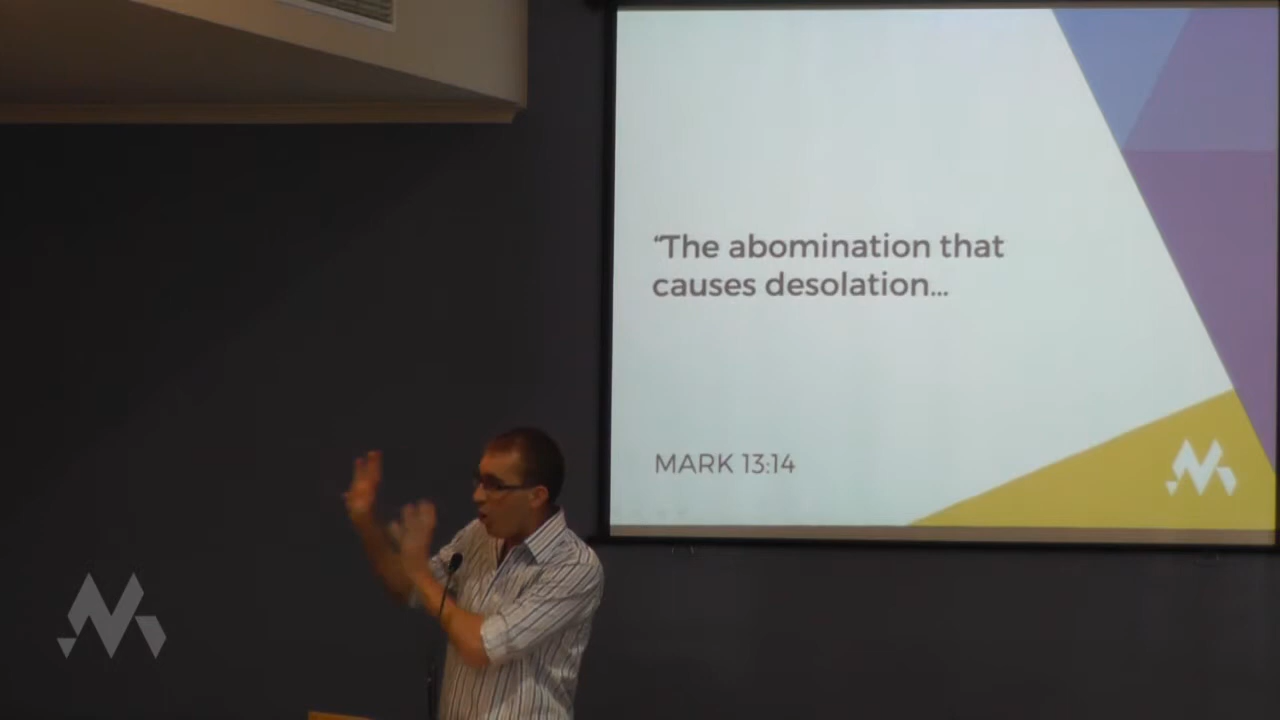 “The abomination that
causes desolation...
MARK 13:14